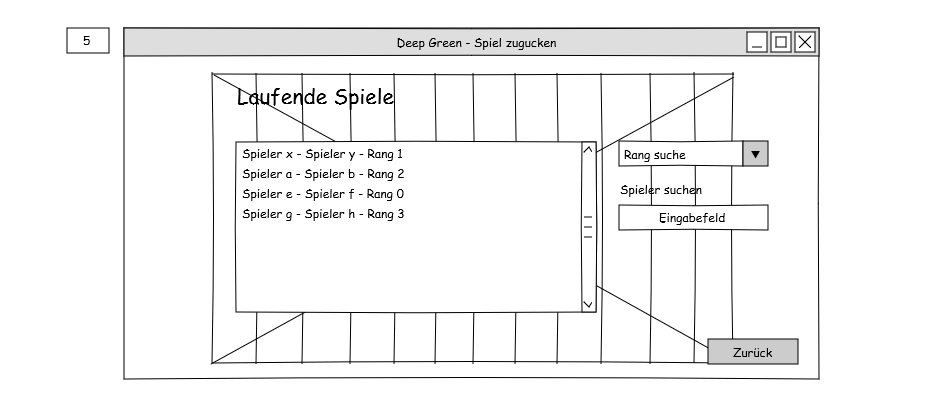 5
Deep Green - Spiel zugucken
Laufende Spiele
Spieler x - Spieler y - Rang 1
Spieler a - Spieler b - Rang 2
Spieler e - Spieler f - Rang 0
Spieler g - Spieler h - Rang 3
Rang suche
Spieler suchen
Eingabefeld
Zurück